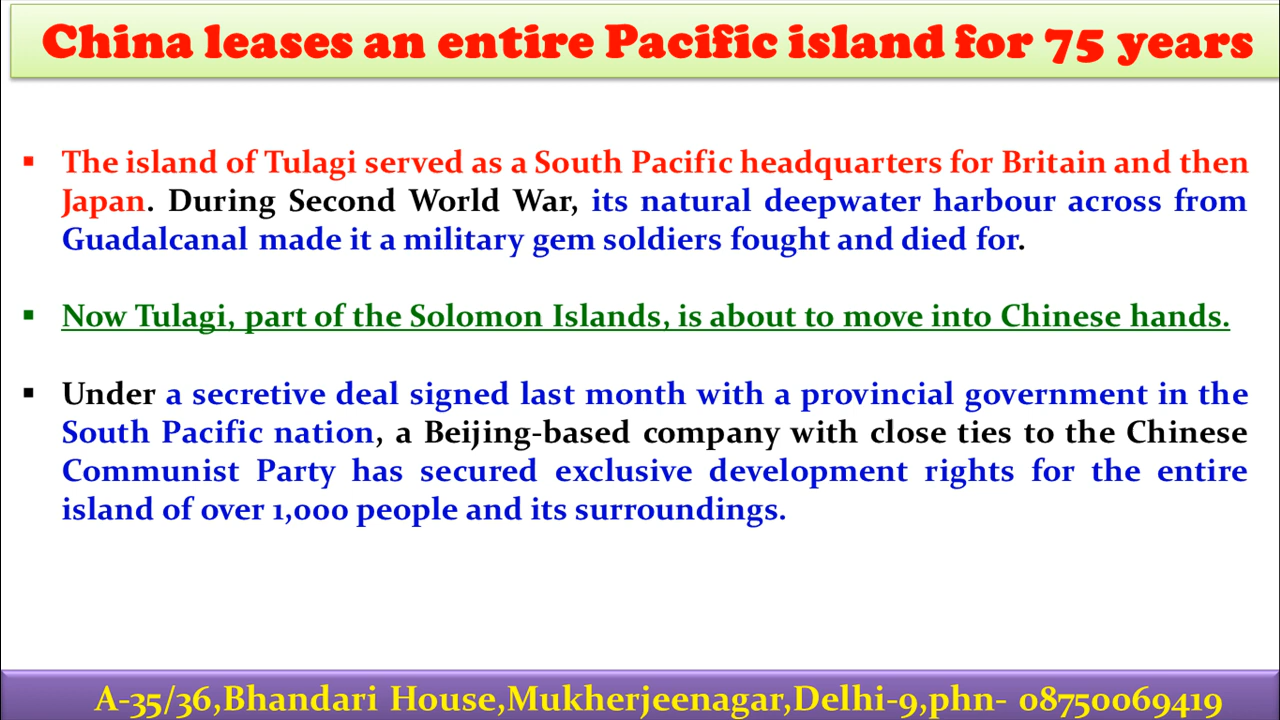 China leases an entire Pacific island for 75 years
▪ The island of Tulagi served as a South Pacific headquarters for Britain and then
Japan. During Second World War, its natural deepwater harbour across from
Guadalcanal made it a military gem soldiers fought and died for.
▪ Now Tulagi, part of the Solomon Islands, is about to move into Chinese hands.
▪ Under a secretive deal signed last month with a provincial government in the
South Pacific nation, a Beijing-based company with close ties to the Chinese
Communist Party has secured exclusive development rights for the entire
island of over 1,000 people and its surroundings.
A-35/36,Bhandari House,Mukherjeenagar,Delhi-9,phn- 08750069419